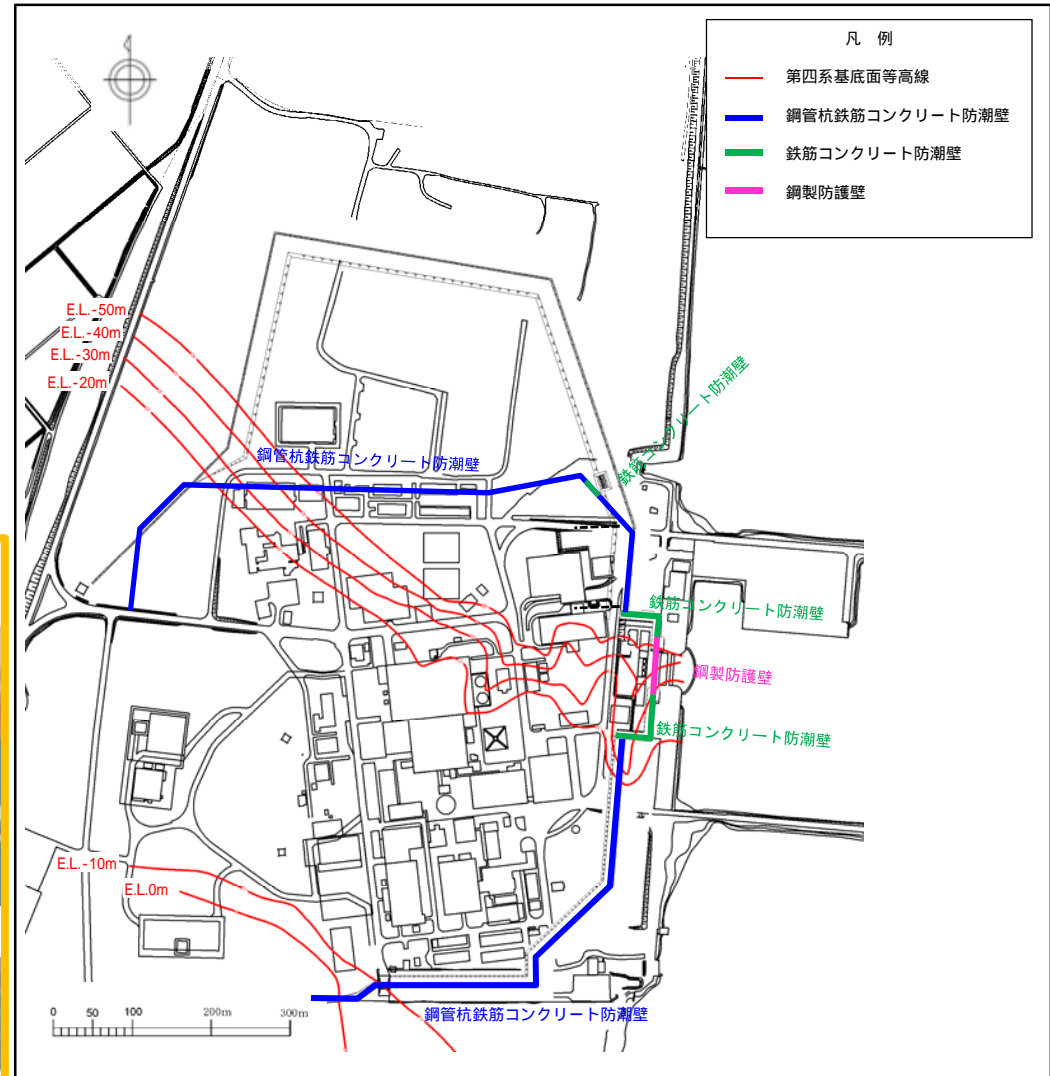 凡 例
第四系基底面等高線
鋼管杭鉄筋コンクリート防潮壁
鉄筋コンクリート防潮壁
鋼製防護壁
E.L.-50m
E.L.-40m
E.L.-30m
E.L.-20m
鉄筋コンクリート防潮壁
鋼管杭鉄筋コンクリート防潮壁
鉄筋コンクリート防潮壁
鋼製防護壁
鉄筋コンクリート防潮壁
E.L.-10m
E.L.0m
鋼管杭鉄筋コンクリート防潮壁
0 50 100 200m 300m